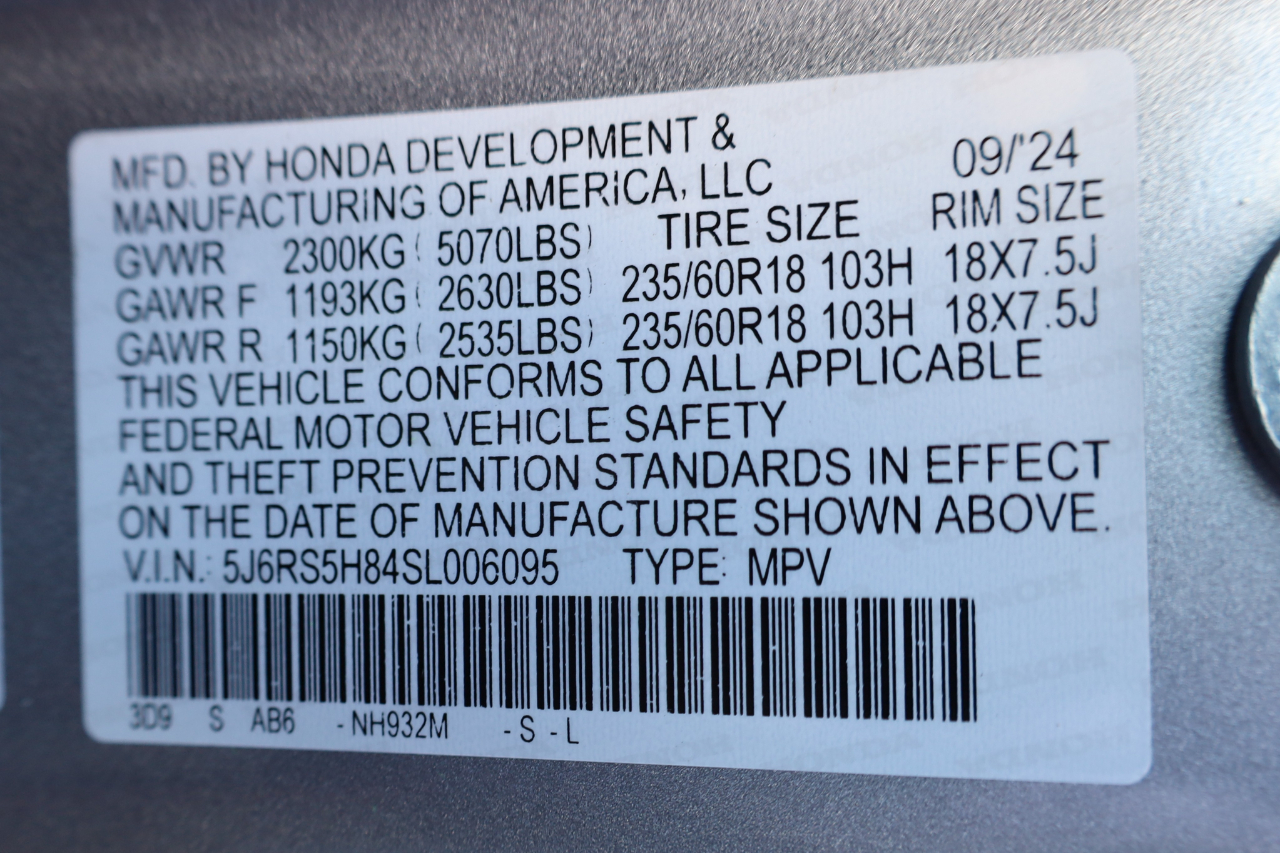 MFD. BY HONDA DEVELOPMENT &
MANUFACTURING OF AMERICA, LLC 09/'24
GVWR 2300KG ( 5070LBS) TIRE SIZE RIM SIZE
GAWR F 1193KG ( 2630LBS) 235/60R18 103H 18X7.5J
GAWR R 1150KG ( 2535LBS) 235/60R18 103H 18X7.5J
THIS VEHICLE CONFORMS TO ALL APPLICABLE
FEDERAL MOTOR VEHICLE SAFETY
AND THEFT PREVENTION STANDARDS IN EFFECT
ON THE DATE OF MANUFACTURE SHOWN ABOVE.
V.I.N.: 5J6RS5H84SL006095 TYPE: MPV
3D9 S AB6 -NH932M -S -L